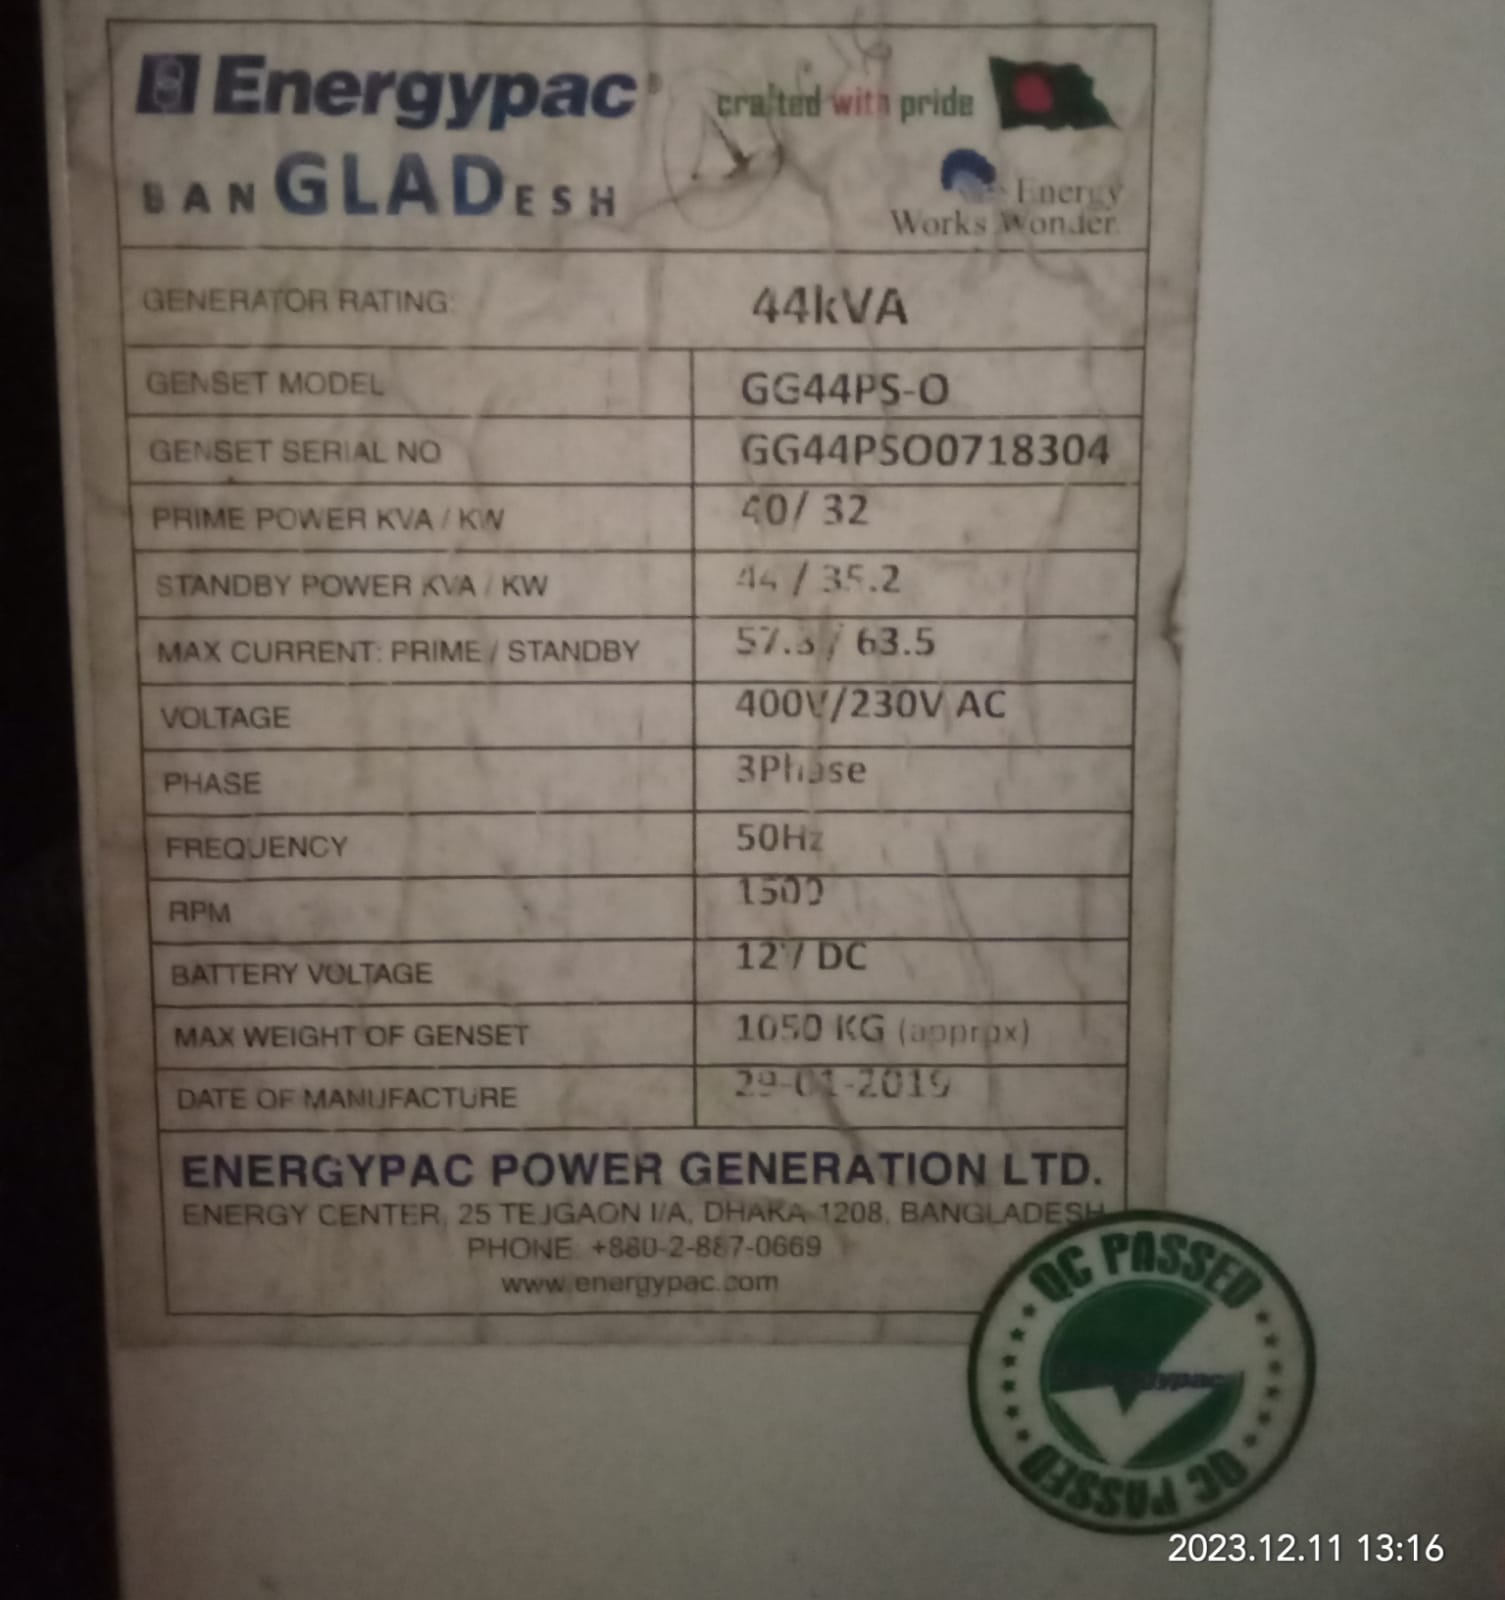 Energypac
crafted with pride
BANGLADESH
Energy
Works Wonder.
GENERATOR RATING: 44kVA
GENSET MODEL GG44PS-O
GENSET SERIAL NO GG44PSO0718304
PRIME POWER KVA / KW 40/ 32
STANDBY POWER KVA / KW 44 / 35.2
MAX CURRENT: PRIME / STANDBY 57.8 / 63.5
VOLTAGE 400V/230V AC
PHASE 3Phase
FREQUENCY 50Hz
RPM 1500
BATTERY VOLTAGE 12V DC
MAX WEIGHT OF GENSET 1050 KG (approx)
DATE OF MANUFACTURE 29-01-2019
ENERGYPAC POWER GENERATION LTD.
ENERGY CENTER, 25 TEJGAON I/A, DHAKA-1208, BANGLADESH
PHONE: +880-2-887-0669
www.energypac.com
QC PASSED
Energypac
QC PASSED
2023.12.11 13:16